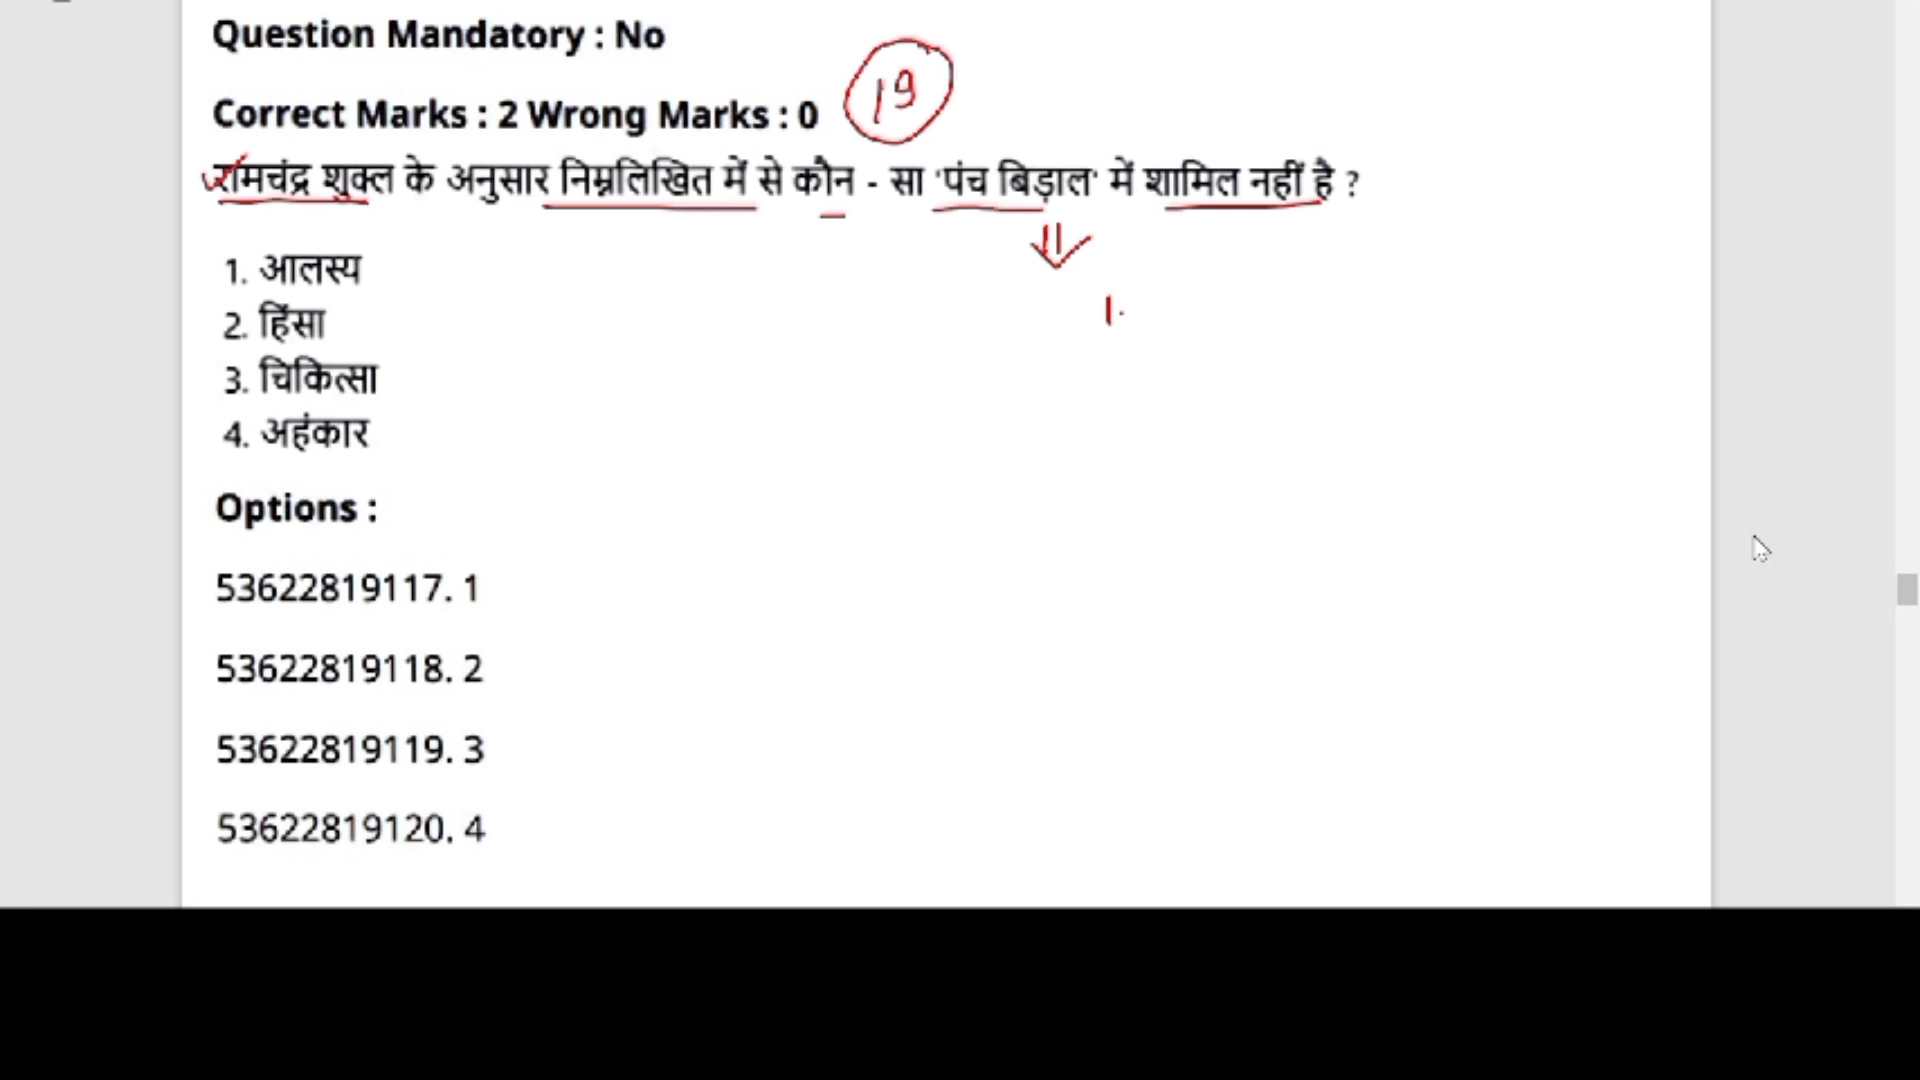 Question Mandatory : No
19
Correct Marks : 2 Wrong Marks : 0
रामचंद्र शुक्ल के अनुसार निम्नलिखित में से कौन - सा 'पंच बिड़ाल' में शामिल नहीं है ?
1.
1. आलस्य
2. हिंसा
3. चिकित्सा
4. अहंकार
Options :
53622819117. 1
53622819118. 2
53622819119. 3
53622819120. 4